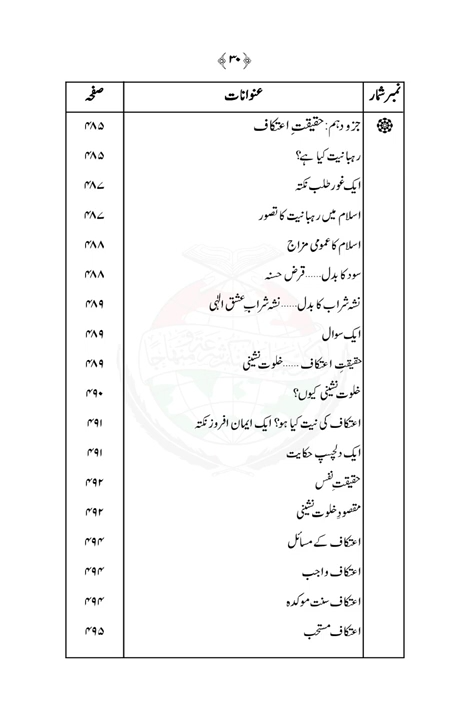 ﴿۳۰﴾
نمبر شمار عنوانات صفحہ
جزو دہم: حقیقتِ اعتکاف ۴۸۵
رہبانیت کیا ہے؟ ۴۸۵
ایک غور طلب نکتہ ۴۸۷
اسلام میں رہبانیت کا تصور ۴۸۷
اسلام کا عمومی مزاج ۴۸۸
سود کا بدل......قرض حسنہ ۴۸۸
نشہ شراب کا بدل......نشہ شرابِ عشق الٰہی ۴۸۹
ایک سوال ۴۸۹
حقیقتِ اعتکاف ......خلوت نشینی ۴۸۹
خلوت نشینی کیوں؟ ۴۹۰
اعتکاف کی نیت کیا ہو؟ ایک ایمان افروز نکتہ ۴۹۱
ایک دلچسپ حکایت ۴۹۱
حقیقتِ نفس ۴۹۲
مقصودِ خلوت نشینی ۴۹۲
اعتکاف کے مسائل ۴۹۴
اعتکاف واجب ۴۹۴
اعتکاف سنت موکدہ ۴۹۴
اعتکاف مستحب ۴۹۵